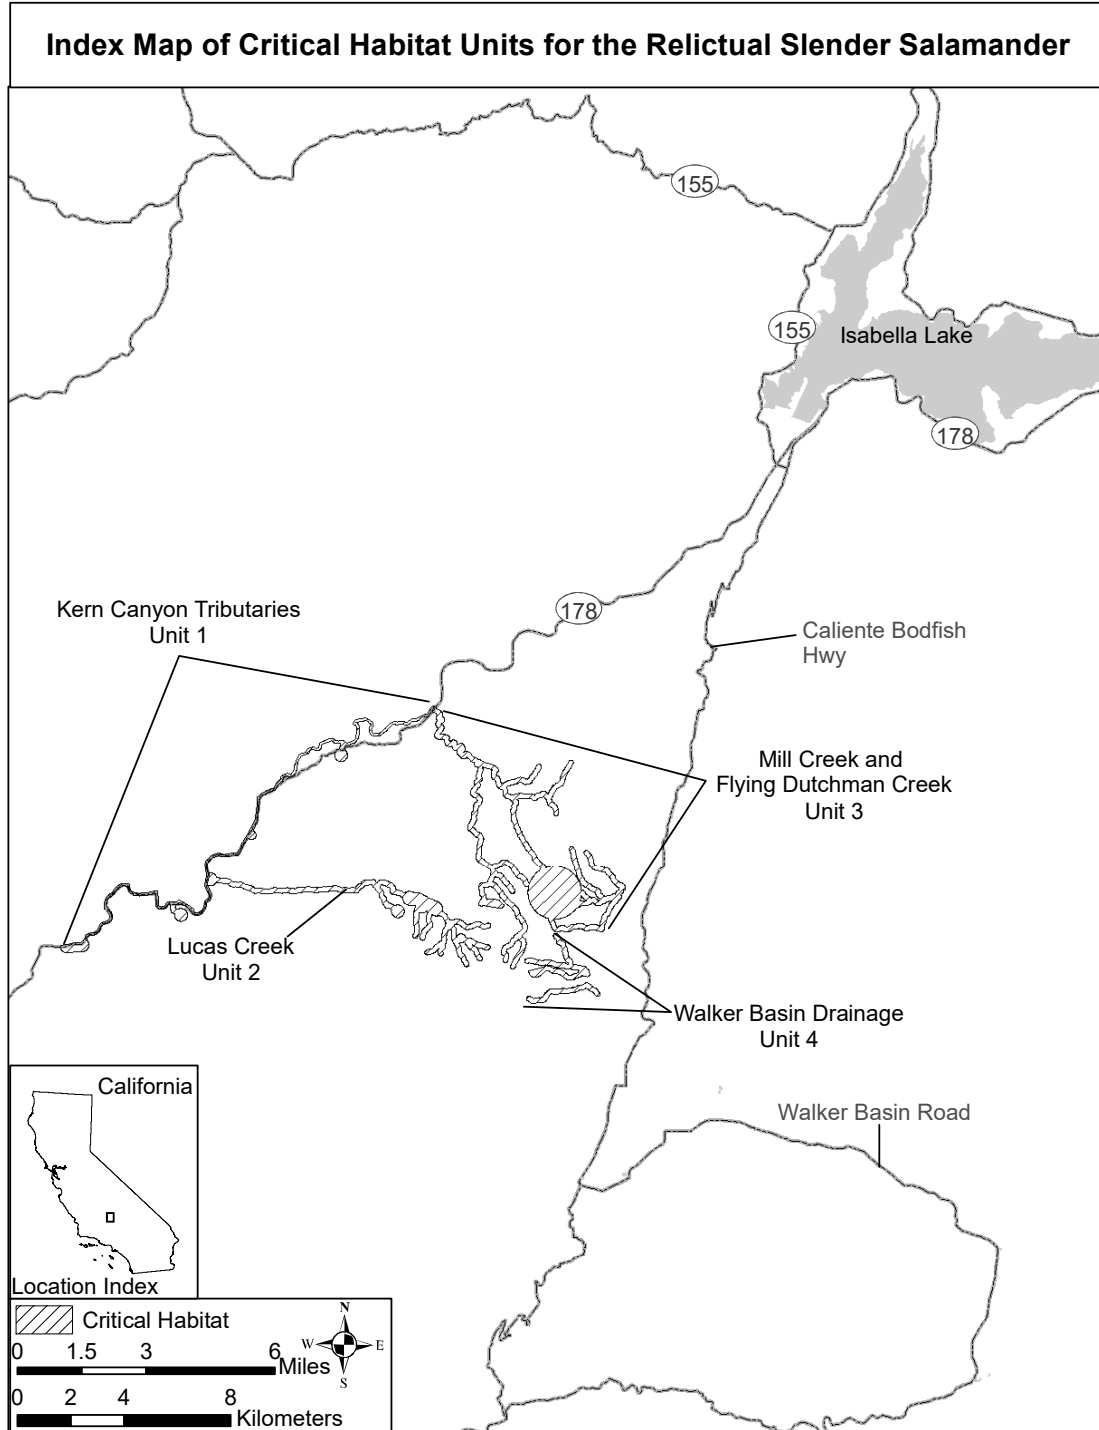 Index Map of Critical Habitat Units for the Relictual Slender Salamander
155
155
Isabella Lake
178
178
Kern Canyon Tributaries
Unit 1
Caliente Bodfish
Hwy
Mill Creek and
Flying Dutchman Creek
Unit 3
Lucas Creek
Unit 2
Walker Basin Drainage
Unit 4
Walker Basin Road
California
Location Index
Critical Habitat
N
W E
S
0 1.5 3 6
Miles
0 2 4 8
Kilometers